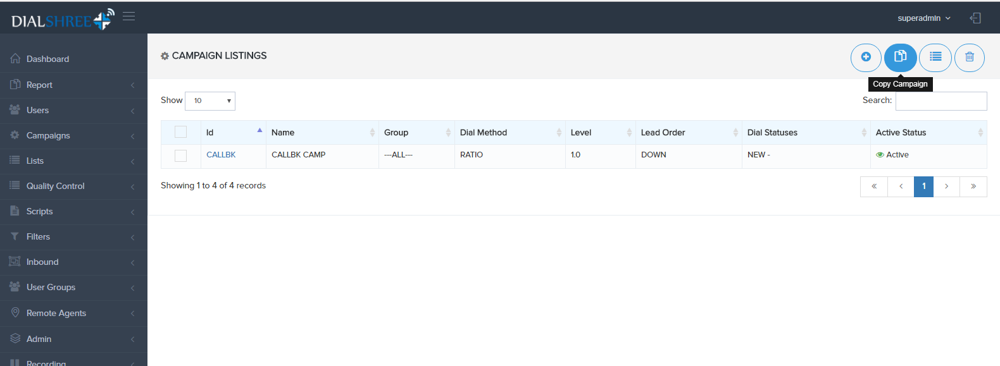 DIALSHREE
superadmin
Dashboard
Report
Users
Campaigns
Lists
Quality Control
Scripts
Filters
Inbound
User Groups
Remote Agents
Admin
Recording
CAMPAIGN LISTINGS
Copy Campaign
Show 10
Search:
Id Name Group Dial Method Level Lead Order Dial Statuses Active Status
CALLBK CALLBK CAMP ---ALL--- RATIO 1.0 DOWN NEW - Active
Showing 1 to 4 of 4 records
« ‹ 1 › »